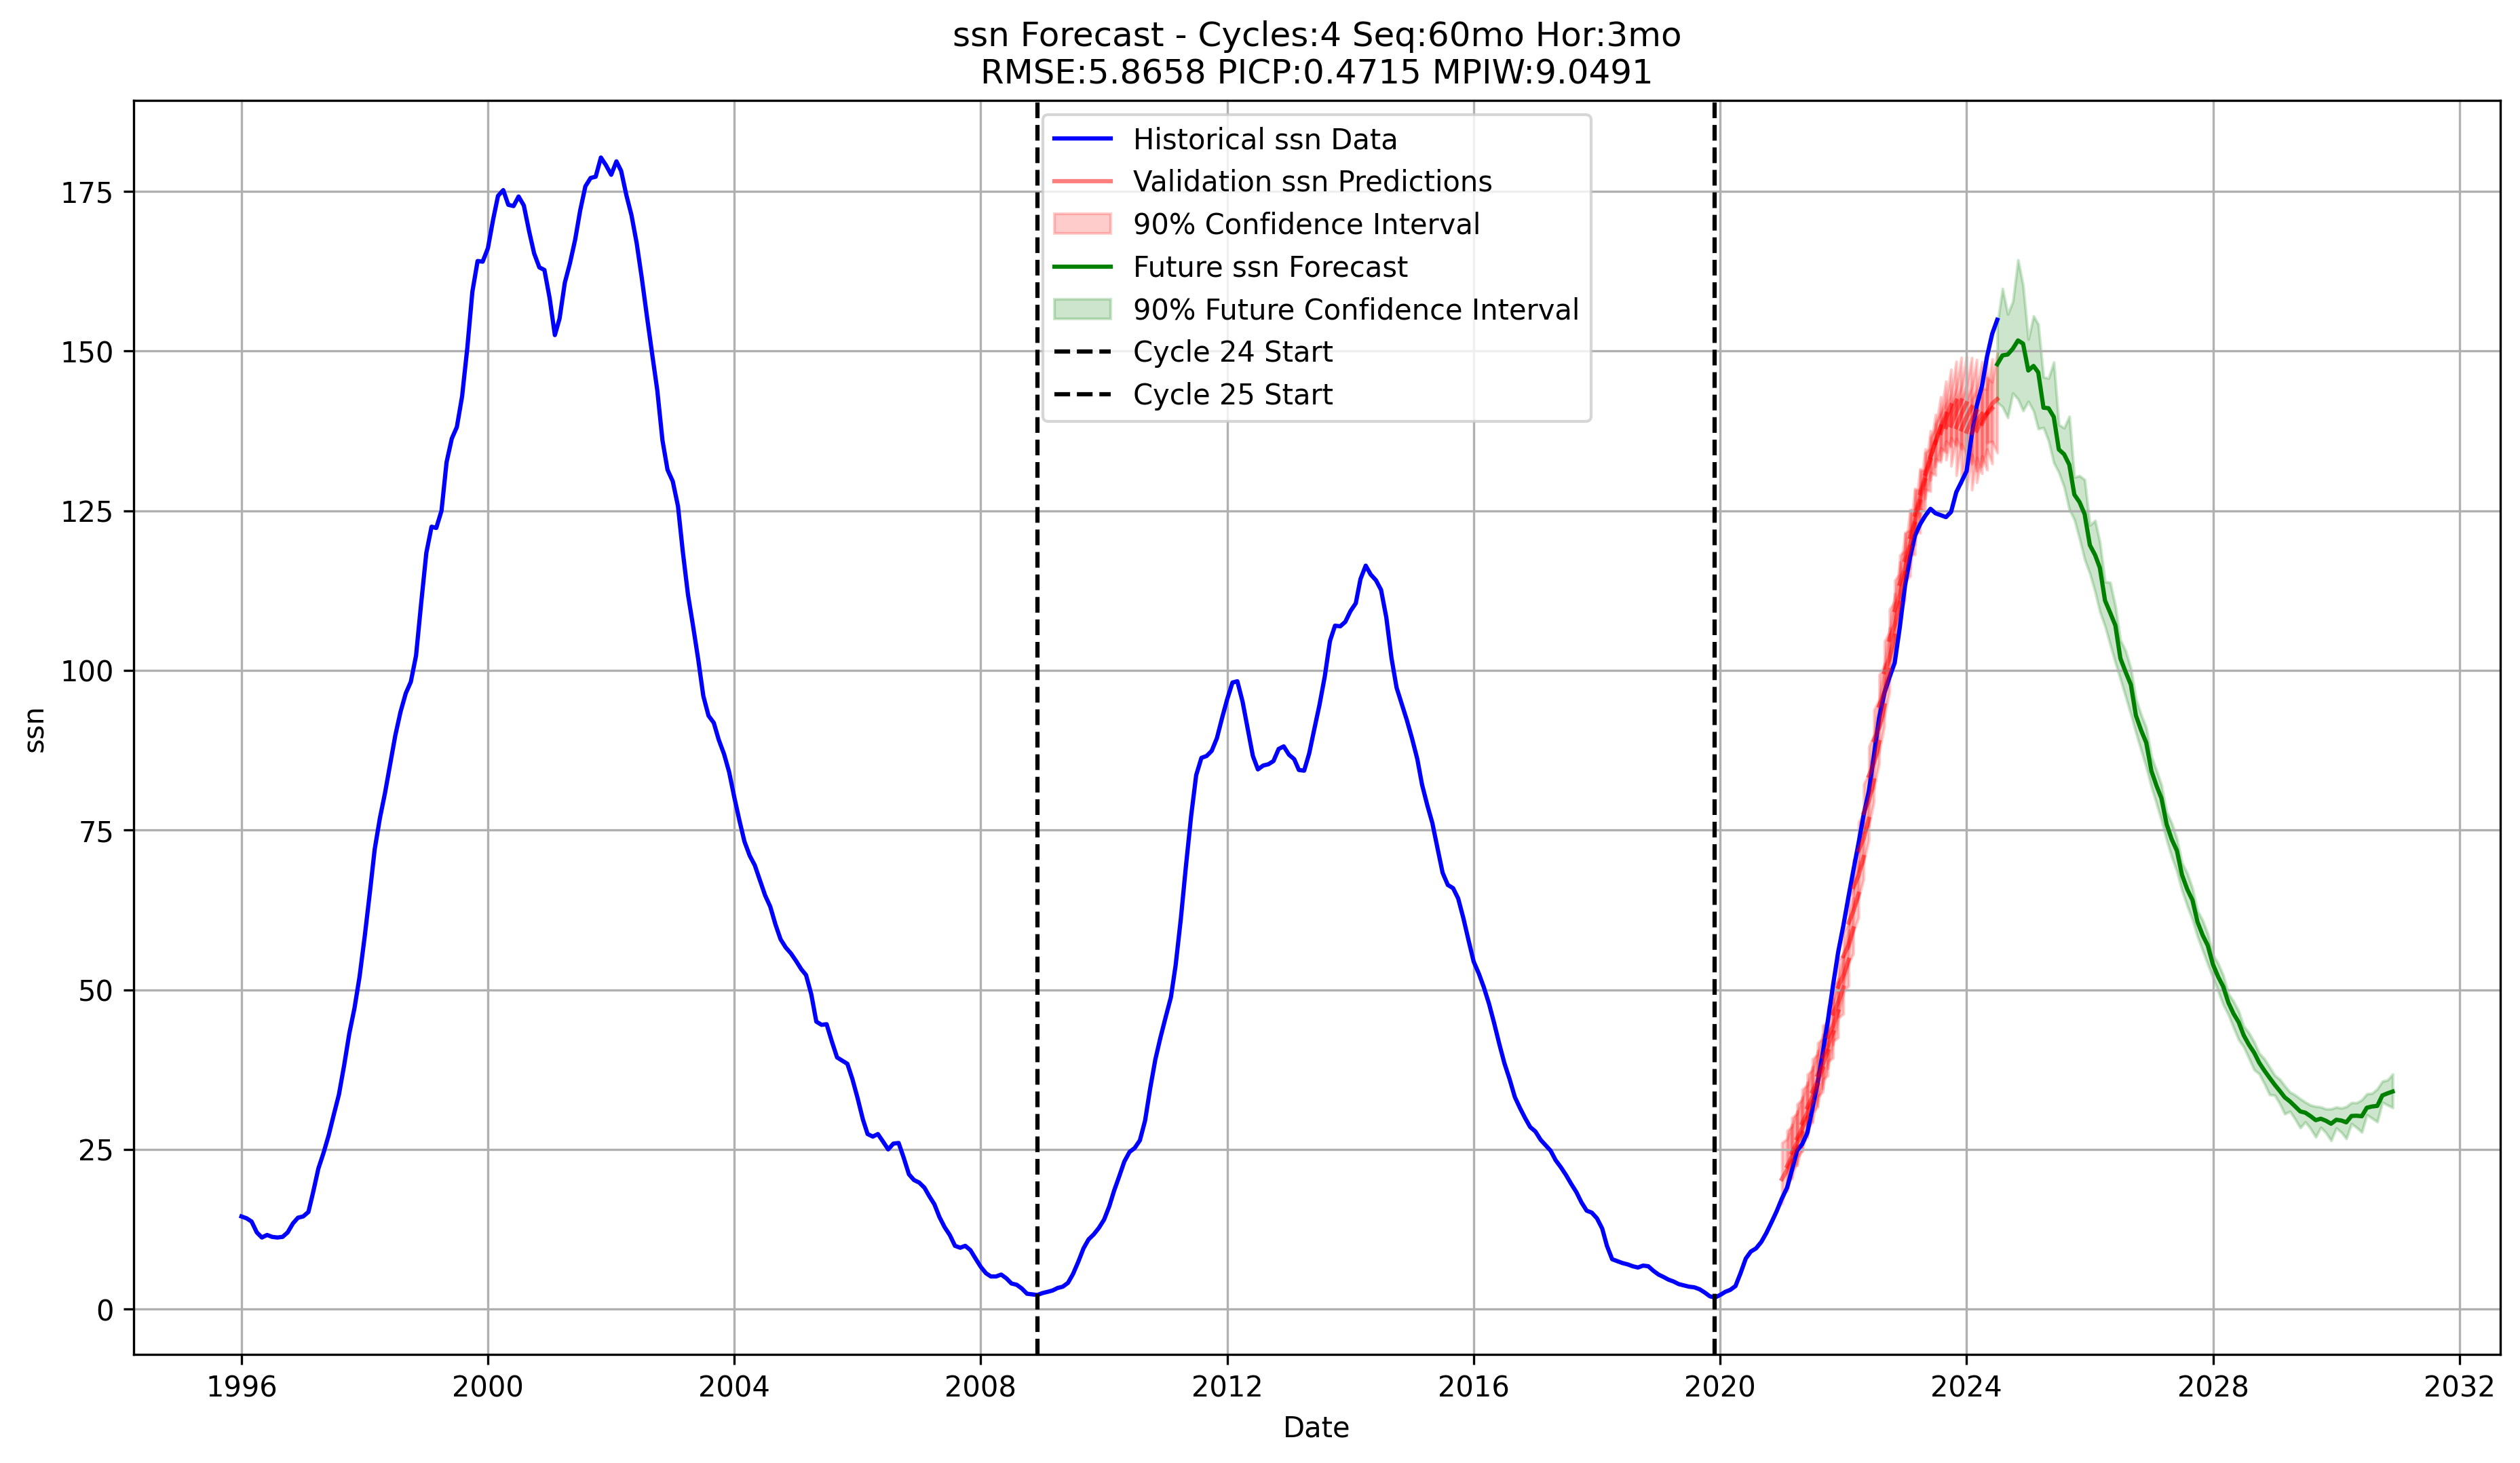 ssn Forecast - Cycles:4 Seq:60mo Hor:3mo
RMSE:5.8658 PICP:0.4715 MPIW:9.0491
Historical ssn Data
Validation ssn Predictions
90% Confidence Interval
Future ssn Forecast
90% Future Confidence Interval
Cycle 24 Start
Cycle 25 Start
ssn
175
150
125
100
75
50
25
0
1996 2000 2004 2008 2012 2016 2020 2024 2028 2032
Date